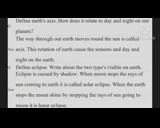 Define earth's axis. How does it relate to day and night on our
planets?
The way through our earth moves round the sun is called
axis. This rotation of earth cause the seasons and day and
night on the earth.
Define eclipse. Write about the two type's visible on earth.
Eclipse is caused by shadow. When moon stops the rays of
sun coming to earth it is called solar eclipse. When the earth
stops the moon shine by stopping the rays of sun going to
moon it is lunar eclipse.